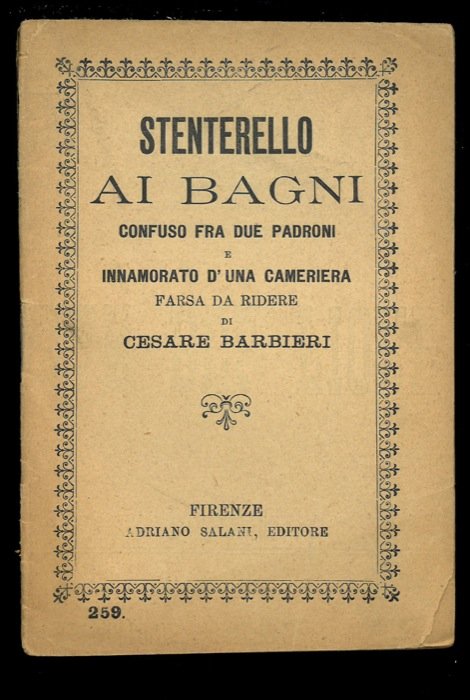 STENTERELLO
AI BAGNI
CONFUSO FRA DUE PADRONI
E
INNAMORATO D'UNA CAMERIERA
FARSA DA RIDERE
DI
CESARE BARBIERI
FIRENZE
ADRIANO SALANI, EDITORE
259.